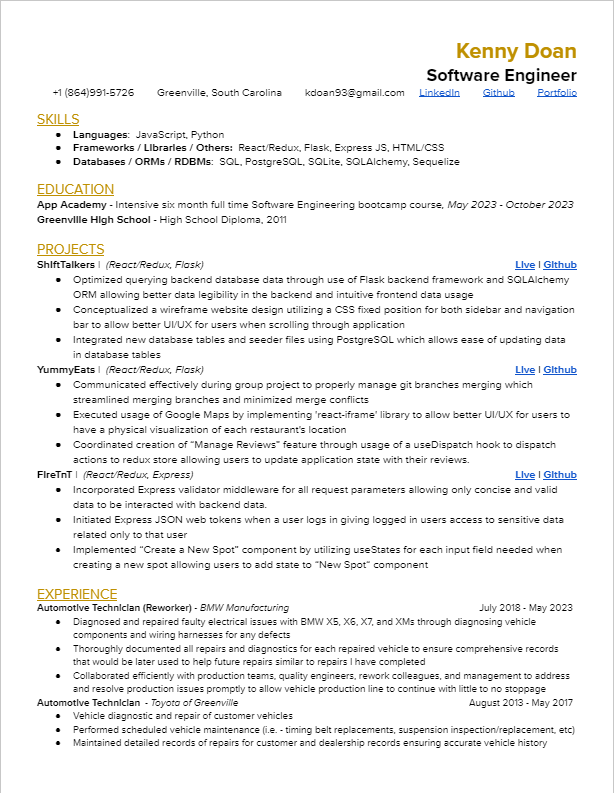 Kenny Doan
Software Engineer
+1 (864)991-5726 Greenville, South Carolina kdoan93@gmail.com LinkedIn Github Portfolio
SKILLS
● Languages: JavaScript, Python
● Frameworks / Libraries / Others: React/Redux, Flask, Express JS, HTML/CSS
● Databases / ORMs / RDBMs: SQL, PostgreSQL, SQLite, SQLAlchemy, Sequelize
EDUCATION
App Academy - Intensive six month full time Software Engineering bootcamp course, May 2023 - October 2023
Greenville High School - High School Diploma, 2011
PROJECTS
ShiftTalkers | (React/Redux, Flask) Live | Github
● Optimized querying backend database data through use of Flask backend framework and SQLAlchemy
ORM allowing better data legibility in the backend and intuitive frontend data usage
● Conceptualized a wireframe website design utilizing a CSS fixed position for both sidebar and navigation
bar to allow better UI/UX for users when scrolling through application
● Integrated new database tables and seeder files using PostgreSQL which allows ease of updating data
in database tables
YummyEats | (React/Redux, Flask) Live | Github
● Communicated effectively during group project to properly manage git branches merging which
streamlined merging branches and minimized merge conflicts
● Executed usage of Google Maps by implementing 'react-iframe' library to allow better UI/UX for users to
have a physical visualization of each restaurant's location
● Coordinated creation of “Manage Reviews” feature through usage of a useDispatch hook to dispatch
actions to redux store allowing users to update application state with their reviews.
FireTnT | (React/Redux, Express) Live | Github
● Incorporated Express validator middleware for all request parameters allowing only concise and valid
data to be interacted with backend data.
● Initiated Express JSON web tokens when a user logs in giving logged in users access to sensitive data
related only to that user
● Implemented “Create a New Spot” component by utilizing useStates for each input field needed when
creating a new spot allowing users to add state to “New Spot“ component
EXPERIENCE
Automotive Technician (Reworker) - BMW Manufacturing July 2018 - May 2023
● Diagnosed and repaired faulty electrical issues with BMW X5, X6, X7, and XMs through diagnosing vehicle
components and wiring harnesses for any defects
● Thoroughly documented all repairs and diagnostics for each repaired vehicle to ensure comprehensive records
that would be later used to help future repairs similar to repairs I have completed
● Collaborated efficiently with production teams, quality engineers, rework colleagues, and management to address
and resolve production issues promptly to allow vehicle production line to continue with little to no stoppage
Automotive Technician - Toyota of Greenville August 2013 - May 2017
● Vehicle diagnostic and repair of customer vehicles
● Performed scheduled vehicle maintenance (i.e. - timing belt replacements, suspension inspection/replacement, etc)
● Maintained detailed records of repairs for customer and dealership records ensuring accurate vehicle history